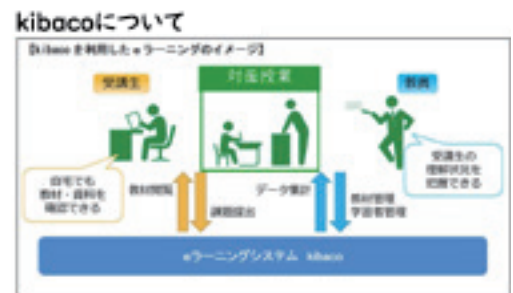 kibacoについて
【kibacoを利用したeラーニングのイメージ】
受講生
対面授業
教員
自宅でも
教材・資料を
確認できる
教材閲覧
課題提出
データ集計
教材管理
学習者管理
受講生の
理解状況を
把握できる
eラーニングシステム kibaco